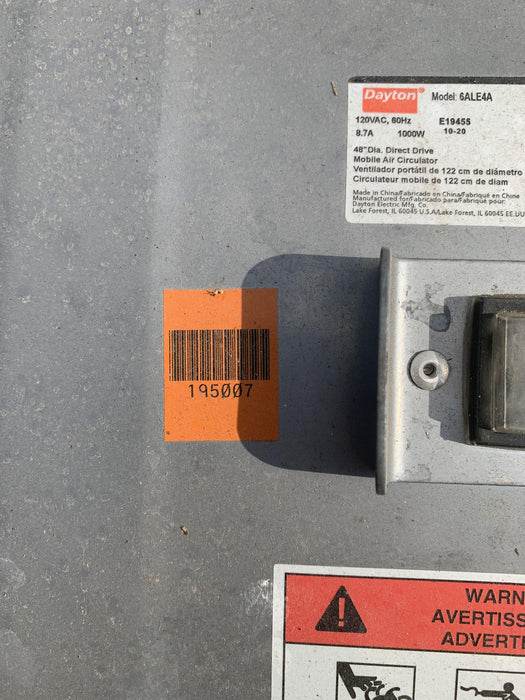 Dayton Model: 6ALE4A
120VAC, 60Hz E19455
8.7A 1000W 10-20
48"Dia. Direct Drive
Mobile Air Circulator
Ventilador portátil de 122 cm de diámetro
Circulateur mobile de 122 cm de diam
Made in China/Fabricado en China/Fabriqué en Chine
Manufactured for/Fabricado para/Fabriqué pour:
Dayton Electric Mfg. Co.
Lake Forest, IL 60045 U.S.A/Lake Forest, IL 60045 EE.UU
195007
WARN
AVERTISS
ADVERTE